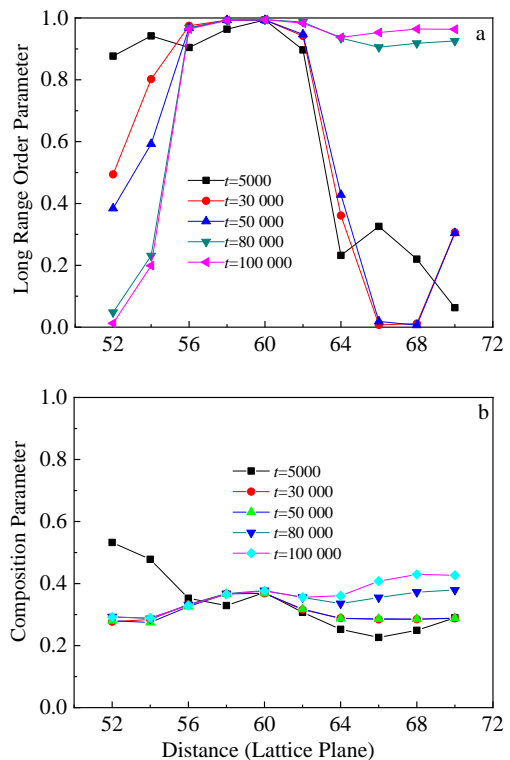 a
1.0
0.8
0.6
0.4
0.2
0.0
Long Range Order Parameter
t=5000
t=30 000
t=50 000
t=80 000
t=100 000
52 56 60 64 68 72
b
1.0
0.8
0.6
0.4
0.2
0.0
Composition Parameter
t=5000
t=30 000
t=50 000
t=80 000
t=100 000
52 56 60 64 68 72
Distance (Lattice Plane)